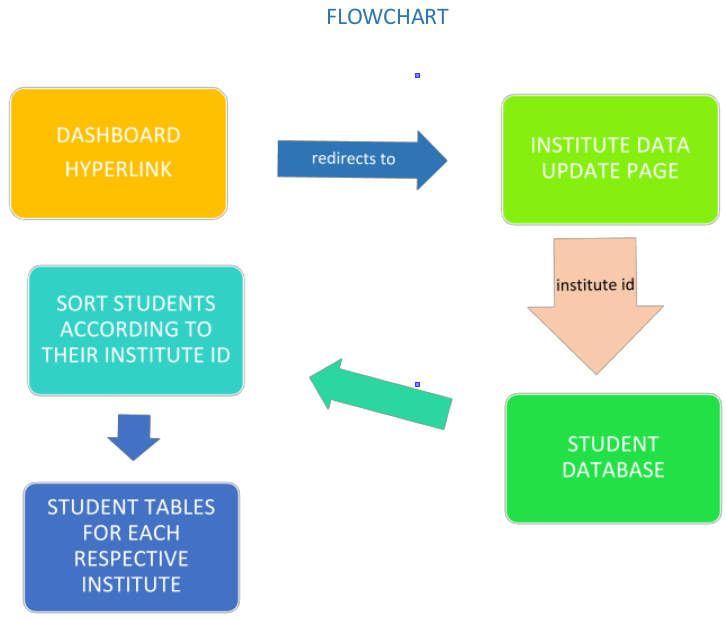 FLOWCHART
DASHBOARD
HYPERLINK
redirects to
INSTITUTE DATA
UPDATE PAGE
institute id
STUDENT
DATABASE
SORT STUDENTS
ACCORDING TO
THEIR INSTITUTE ID
STUDENT TABLES
FOR EACH
RESPECTIVE
INSTITUTE